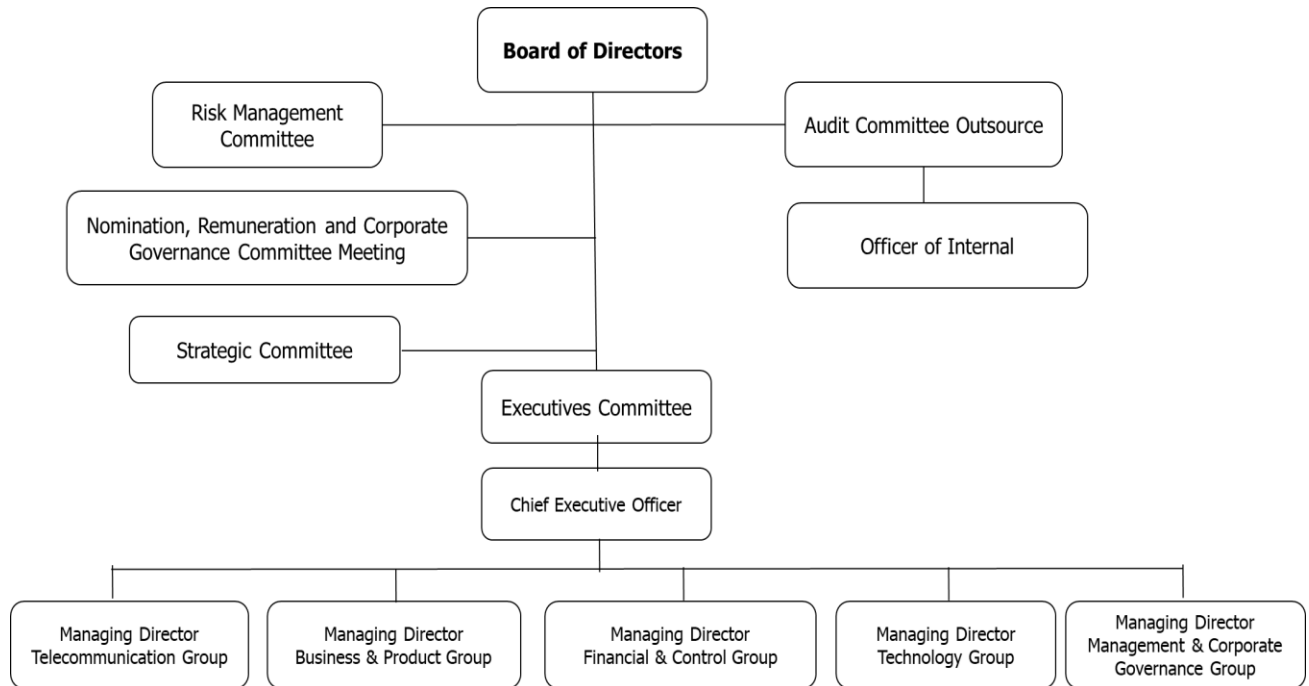 Board of Directors
Risk Management
Committee
Audit Committee Outsource
Nomination, Remuneration and Corporate
Governance Committee Meeting
Officer of Internal
Strategic Committee
Executives Committee
Chief Executive Officer
Managing Director
Telecommunication Group
Managing Director
Business & Product Group
Managing Director
Financial & Control Group
Managing Director
Technology Group
Managing Director
Management & Corporate
Governance Group